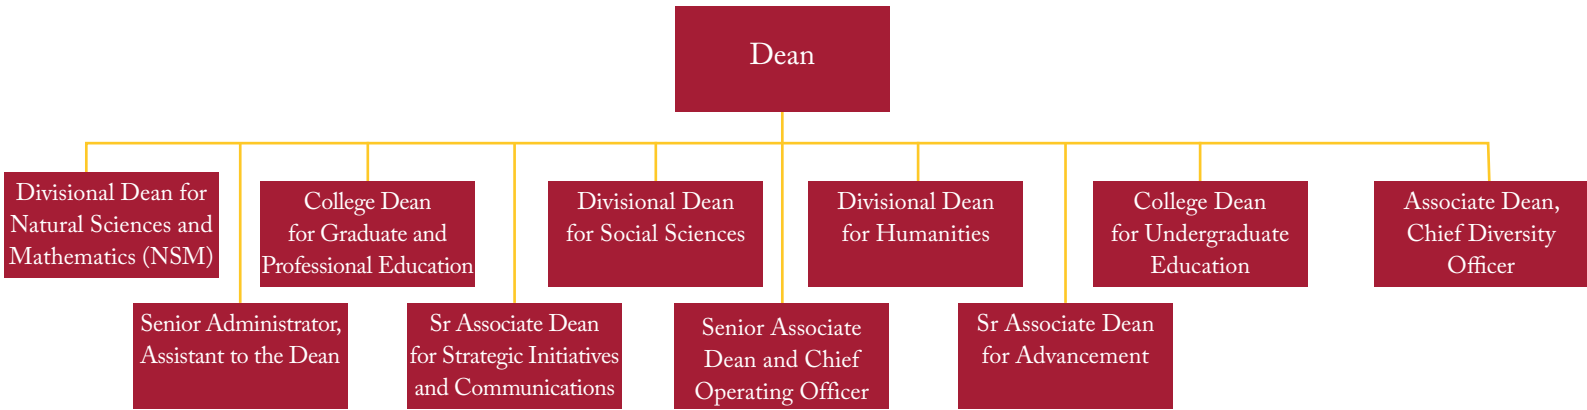 Dean
Divisional Dean for
Natural Sciences and
Mathematics (NSM)
College Dean
for Graduate and
Professional Education
Divisional Dean
for Social Sciences
Divisional Dean
for Humanities
College Dean
for Undergraduate
Education
Associate Dean,
Chief Diversity
Officer
Senior Administrator,
Assistant to the Dean
Sr Associate Dean
for Strategic Initiatives
and Communications
Senior Associate
Dean and Chief
Operating Officer
Sr Associate Dean
for Advancement